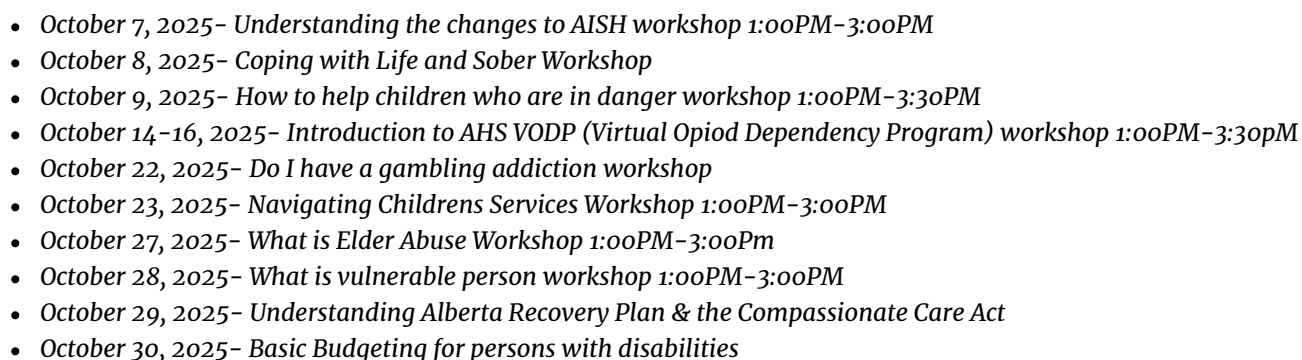 • October 7, 2025- Understanding the changes to AISH workshop 1:00PM-3:00PM
• October 8, 2025- Coping with Life and Sober Workshop
• October 9, 2025- How to help children who are in danger workshop 1:00PM-3:30PM
• October 14-16, 2025- Introduction to AHS VODP (Virtual Opiod Dependency Program) workshop 1:00PM-3:30pM
• October 22, 2025- Do I have a gambling addiction workshop
• October 23, 2025- Navigating Childrens Services Workshop 1:00PM-3:00PM
• October 27, 2025- What is Elder Abuse Workshop 1:00PM-3:00Pm
• October 28, 2025- What is vulnerable person workshop 1:00PM-3:00PM
• October 29, 2025- Understanding Alberta Recovery Plan & the Compassionate Care Act
• October 30, 2025- Basic Budgeting for persons with disabilities